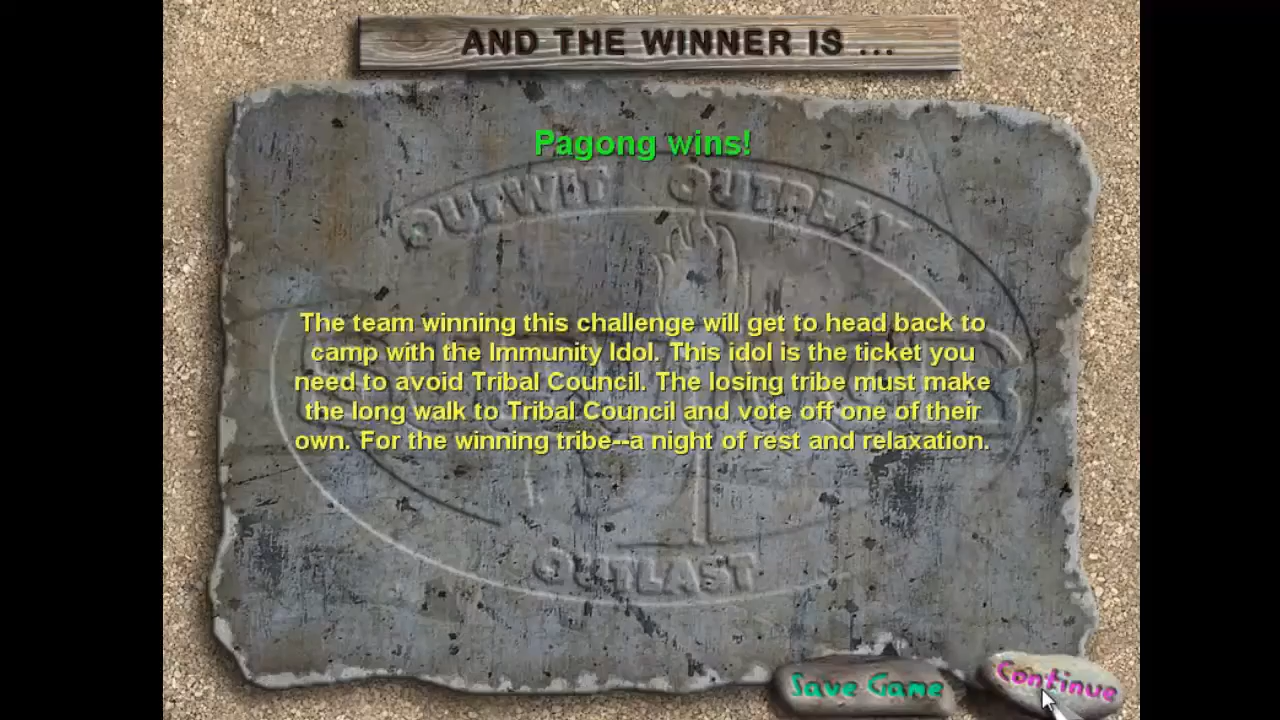 AND THE WINNER IS ...
Pagong wins!
OUTWIT OUTPLAY
The team winning this challenge will get to head back to
camp with the Immunity Idol. This idol is the ticket you
need to avoid Tribal Council. The losing tribe must make
the long walk to Tribal Council and vote off one of their
own. For the winning tribe--a night of rest and relaxation.
OUTLAST
Save Game
Continue